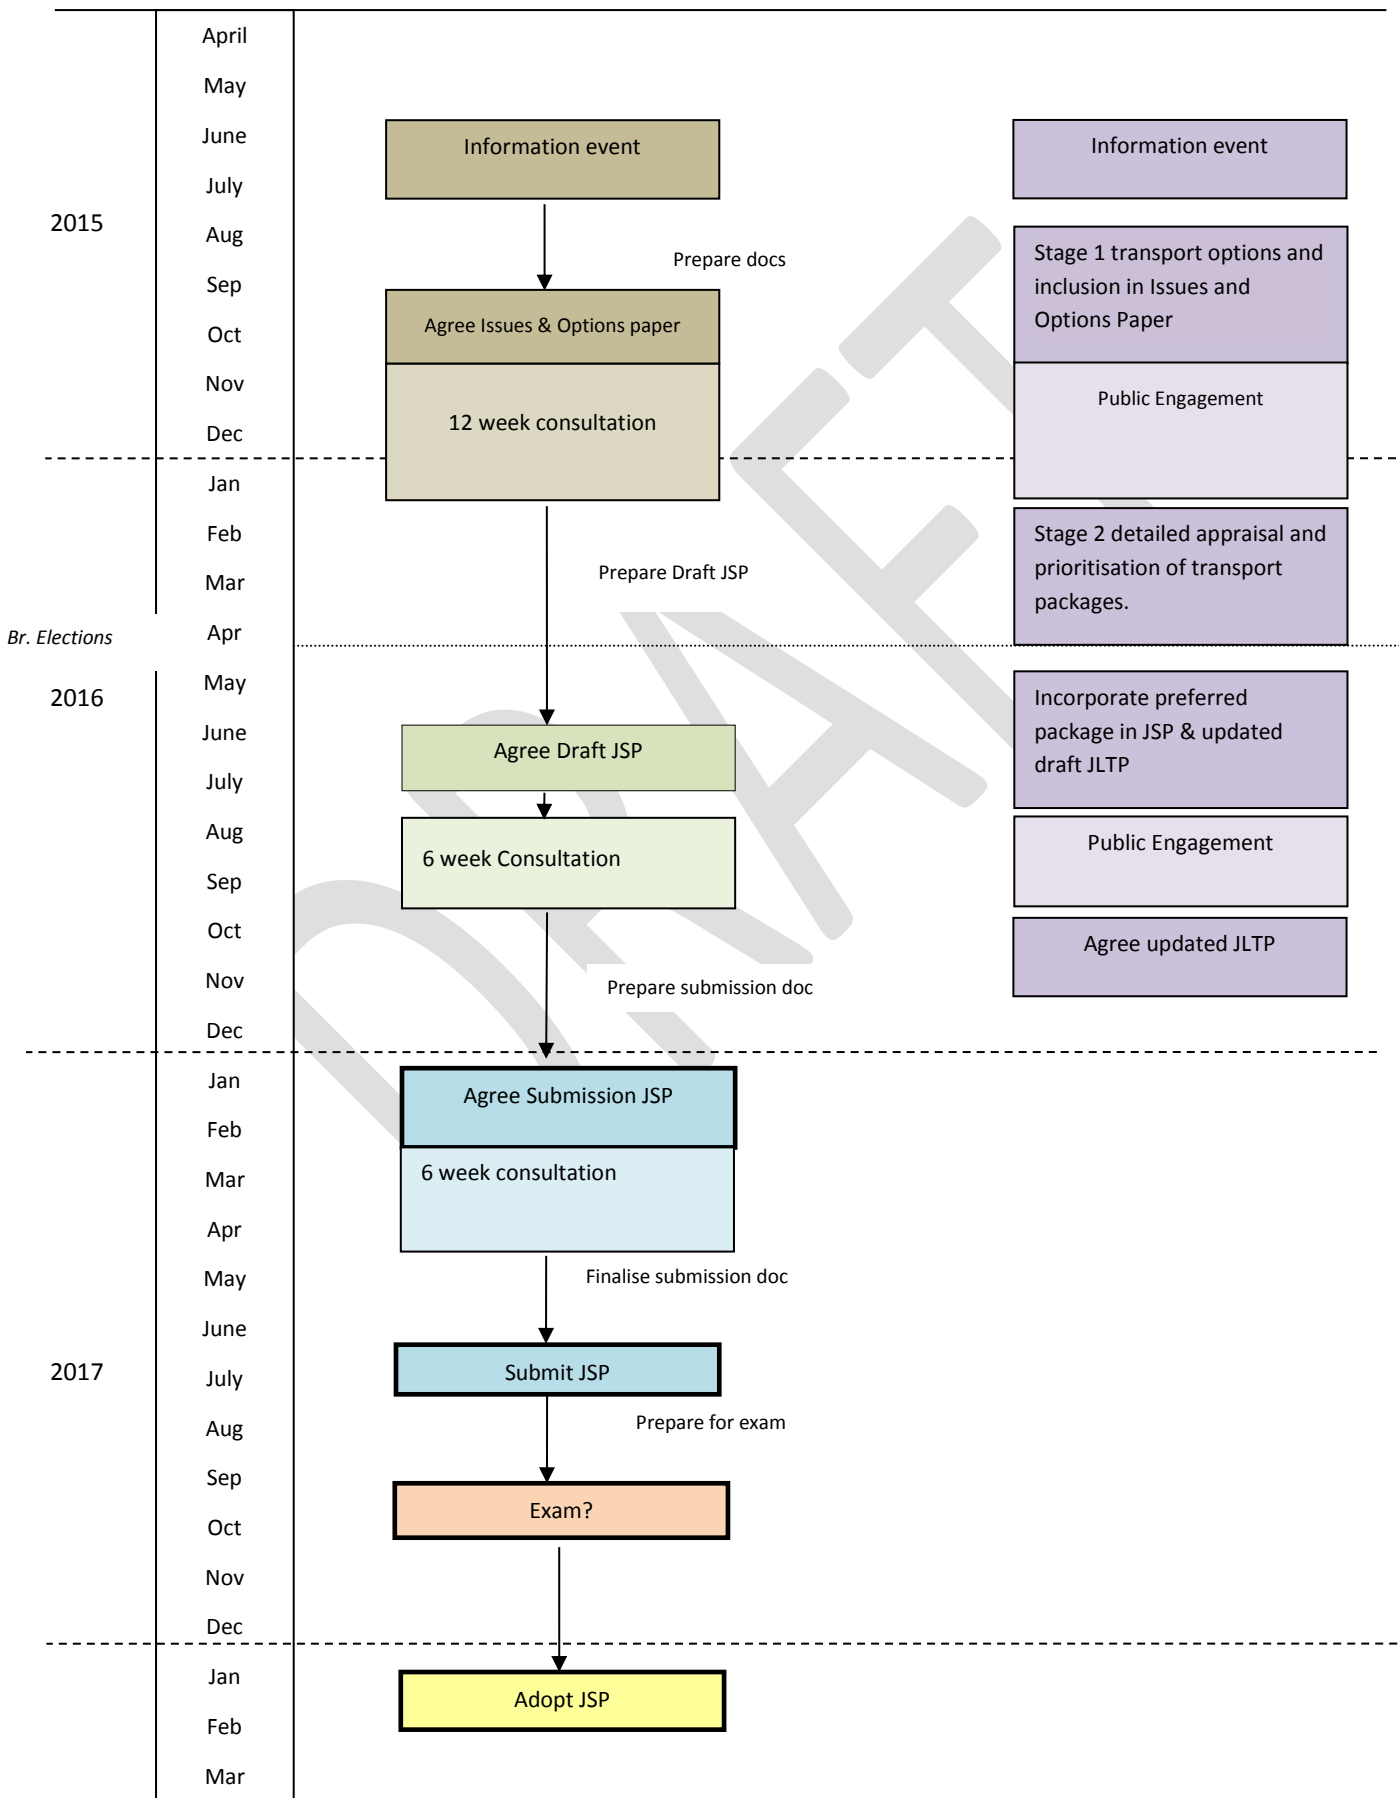 April
May
June
July
2015
Aug
Sep
Oct
Nov
Dec
Jan
Feb
Mar
Br. Elections
Apr
2016
May
June
July
Aug
Sep
Oct
Nov
Dec
Jan
Feb
Mar
Apr
May
June
2017
July
Aug
Sep
Oct
Nov
Dec
Jan
Feb
Mar
Information event
Prepare docs
Agree Issues & Options paper
12 week consultation
Prepare Draft JSP
Agree Draft JSP
6 week Consultation
Prepare submission doc
Agree Submission JSP
6 week consultation
Finalise submission doc
Submit JSP
Prepare for exam
Exam?
Adopt JSP
Information event
Stage 1 transport options and
inclusion in Issues and
Options Paper
Public Engagement
Stage 2 detailed appraisal and
prioritisation of transport
packages.
Incorporate preferred
package in JSP & updated
draft JLTP
Public Engagement
Agree updated JLTP
DRAFT